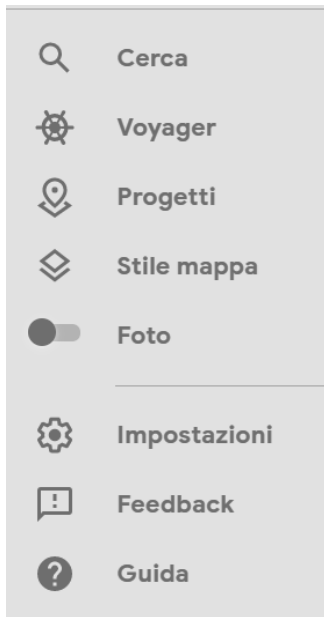 Cerca
Voyager
Progetti
Stile mappa
Foto
Impostazioni
Feedback
Guida